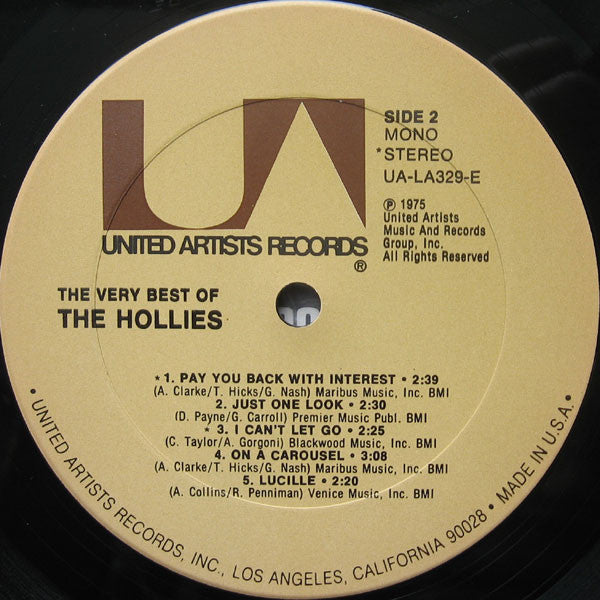 SIDE 2
MONO
*STEREO
UA-LA329-E
℗ 1975
United Artists
Music And Records
Group, Inc.
All Rights Reserved
UA
UNITED ARTISTS RECORDS®
THE VERY BEST OF
THE HOLLIES
*1. PAY YOU BACK WITH INTEREST • 2:39
(A. Clarke/T. Hicks/G. Nash) Maribus Music, Inc. BMI
2. JUST ONE LOOK • 2:30
(D. Payne/G. Carroll) Premier Music Publ. BMI
*3. I CAN'T LET GO • 2:25
(C. Taylor/A. Gorgoni) Blackwood Music, Inc. BMI
4. ON A CAROUSEL • 3:08
(A. Clarke/T. Hicks/G. Nash) Maribus Music, Inc. BMI
5. LUCILLE • 2:20
(A. Collins/R. Penniman) Venice Music, Inc. BMI
• UNITED ARTISTS RECORDS, INC., LOS ANGELES, CALIFORNIA 90028 • MADE IN U.S.A. •